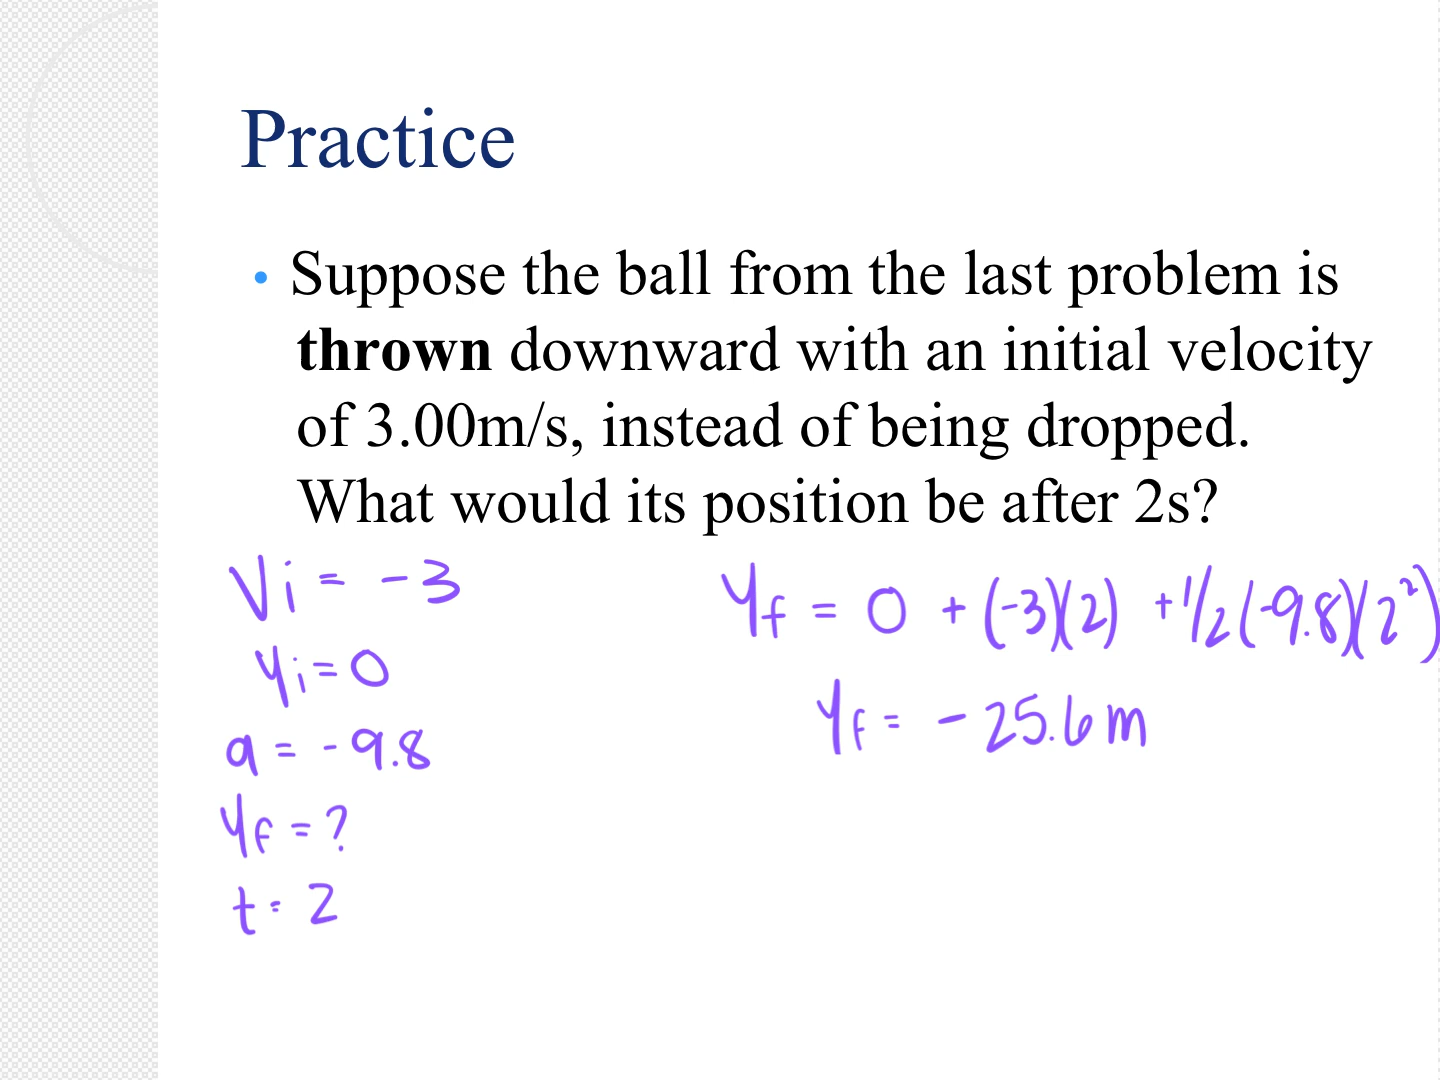 Practice
• Suppose the ball from the last problem is
thrown downward with an initial velocity
of 3.00m/s, instead of being dropped.
What would its position be after 2s?
Vi = -3
yi = 0
a = -9.8
yf = ?
t = 2
yf = 0 + (-3)(2) + 1/2(-9.8)(2²)
yf = -25.6m